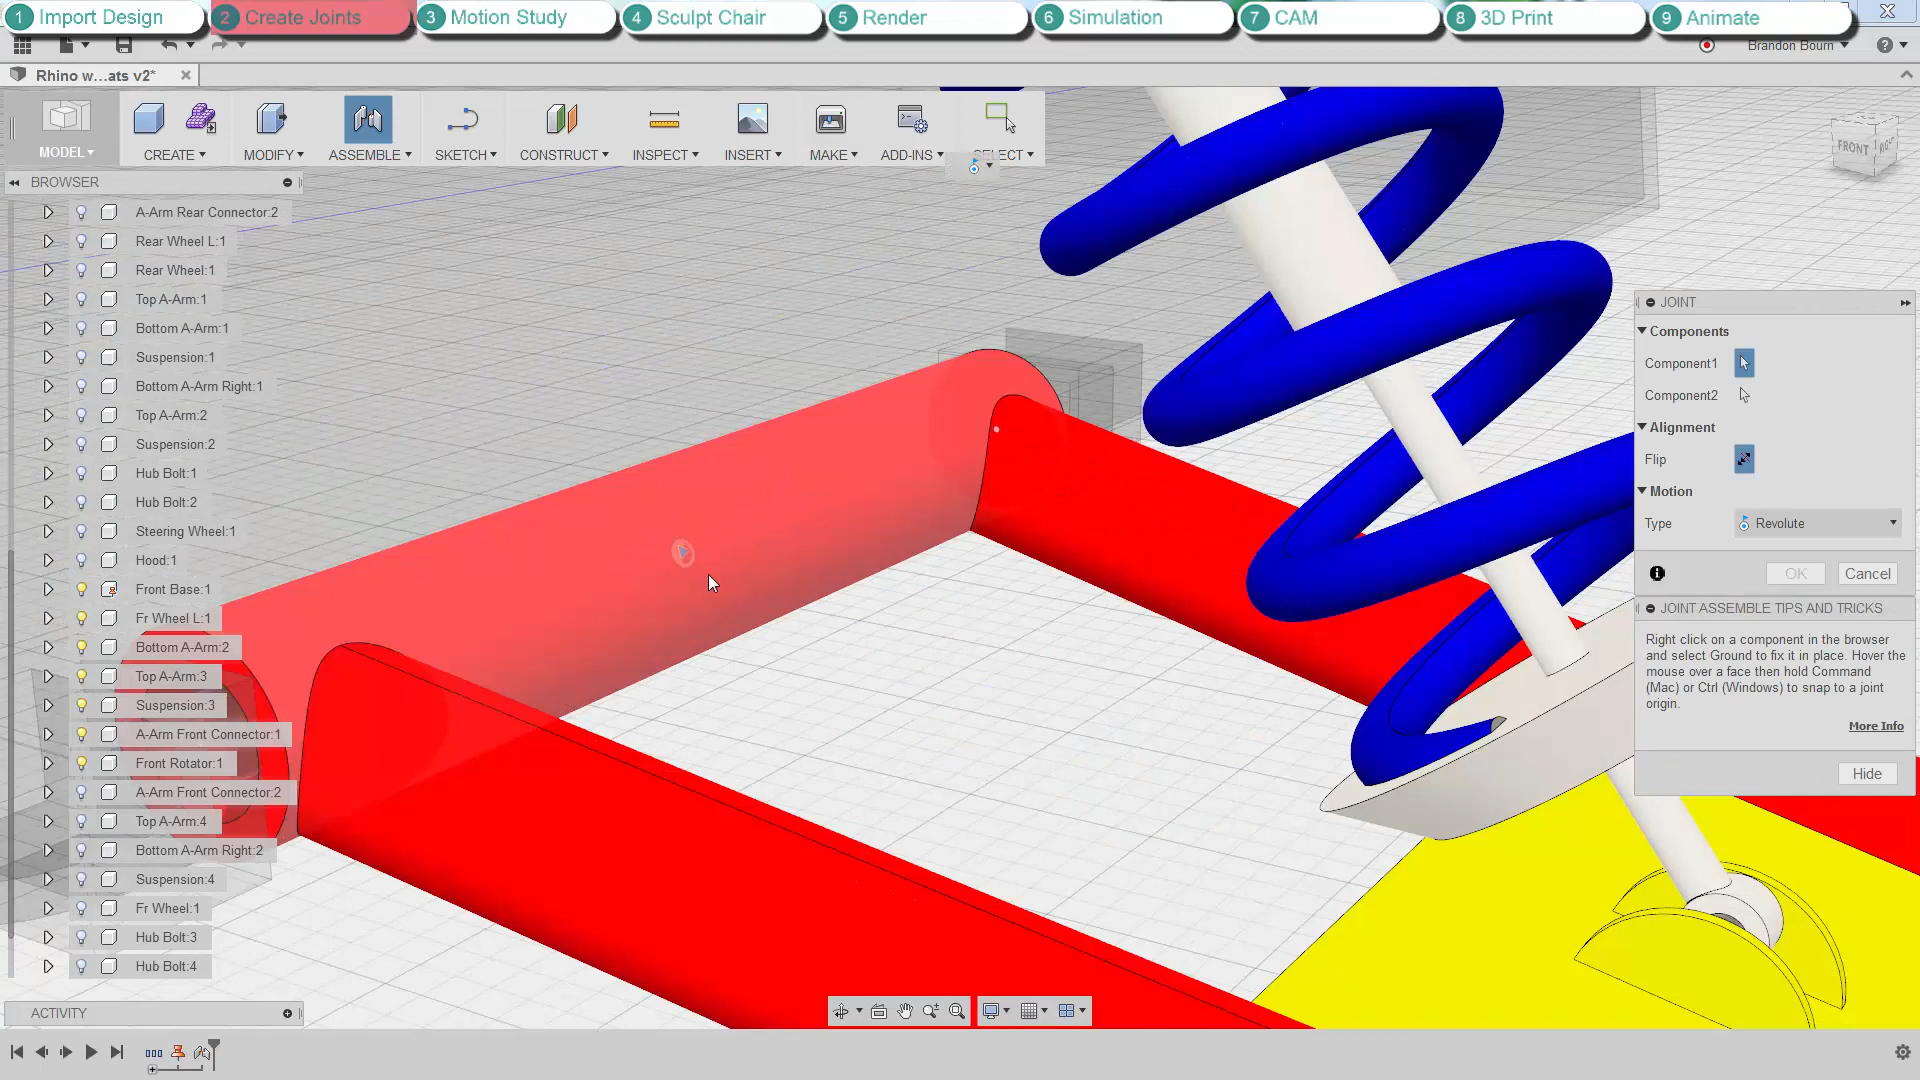 1 Import Design
2 Create Joints
3 Motion Study
4 Sculpt Chair
5 Render
6 Simulation
7 CAM
8 3D Print
9 Animate
Brandon Bourn
Rhino w...ats v2*
MODEL
CREATE
MODIFY
ASSEMBLE
SKETCH
CONSTRUCT
INSPECT
INSERT
MAKE
ADD-INS
SELECT
FRONT
RIGHT
BROWSER
A-Arm Rear Connector:2
Rear Wheel L:1
Rear Wheel:1
Top A-Arm:1
Bottom A-Arm:1
Suspension:1
Bottom A-Arm Right:1
Top A-Arm:2
Suspension:2
Hub Bolt:1
Hub Bolt:2
Steering Wheel:1
Hood:1
Front Base:1
Fr Wheel L:1
Bottom A-Arm:2
Top A-Arm:3
Suspension:3
A-Arm Front Connector:1
Front Rotator:1
A-Arm Front Connector:2
Top A-Arm:4
Bottom A-Arm Right:2
Suspension:4
Fr Wheel:1
Hub Bolt:3
Hub Bolt:4
ACTIVITY
JOINT
Components
Component1
Component2
Alignment
Flip
Motion
Type Revolute
OK Cancel
JOINT ASSEMBLE TIPS AND TRICKS
Right click on a component in the browser
and select Ground to fix it in place. Hover the
mouse over a face then hold Command
(Mac) or Ctrl (Windows) to snap to a joint
origin.
More Info
Hide